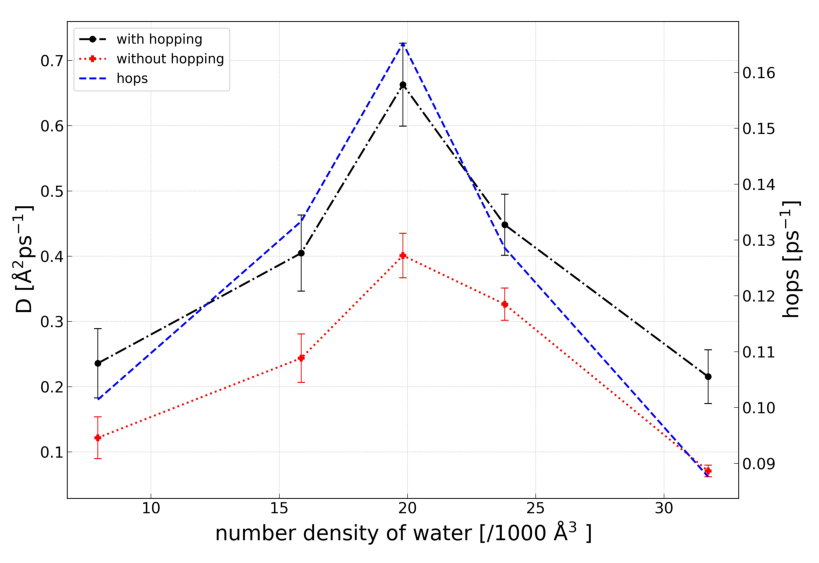 with hopping
without hopping
hops
0.7
0.6
0.5
0.4
0.3
0.2
0.1
D [Å²ps⁻¹]
0.16
0.15
0.14
0.13
0.12
0.11
0.10
0.09
hops [ps⁻¹]
10 15 20 25 30
number density of water [/1000 Å³ ]